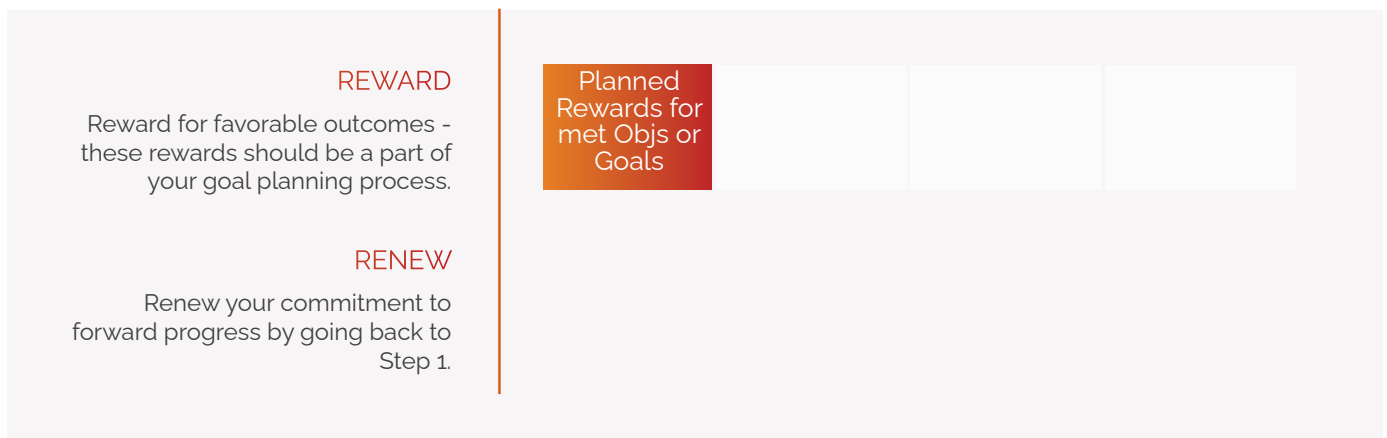 REWARD
Reward for favorable outcomes -
these rewards should be a part of
your goal planning process.
RENEW
Renew your commitment to
forward progress by going back to
Step 1.
Planned
Rewards for
met Objs or
Goals